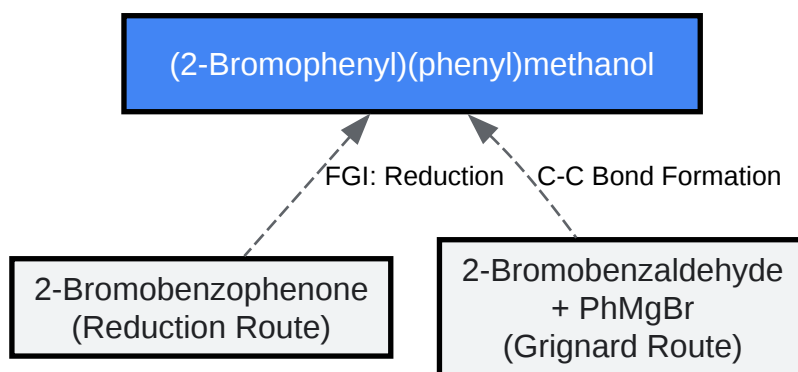 (2-Bromophenyl)(phenyl)methanol
FGI: Reduction
C-C Bond Formation
2-Bromobenzophenone
(Reduction Route)
2-Bromobenzaldehyde
+ PhMgBr
(Grignard Route)